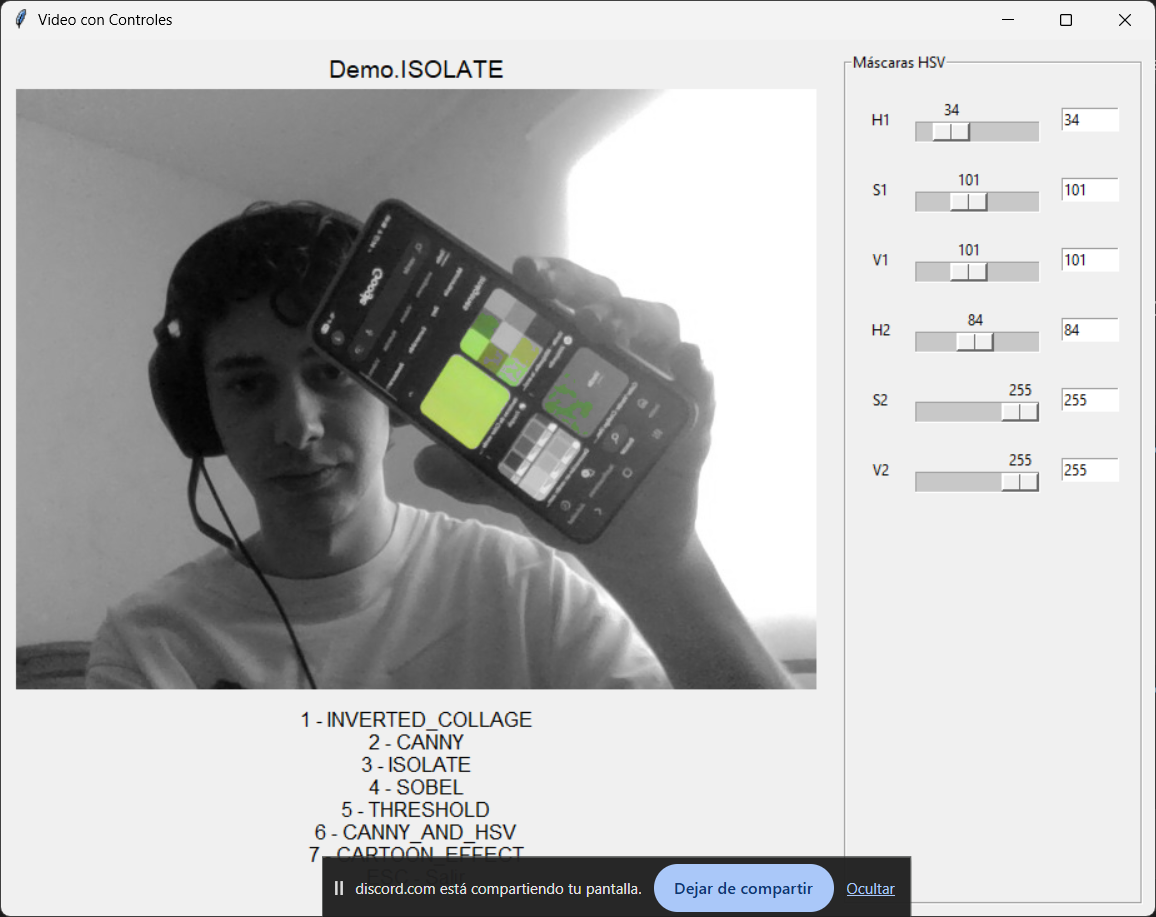 Video con Controles
Demo.ISOLATE
Google
Máscaras HSV
34
H1
34
101
S1
101
101
V1
101
84
H2
84
255
S2
255
255
V2
255
1 - INVERTED_COLLAGE
2 - CANNY
3 - ISOLATE
4 - SOBEL
5 - THRESHOLD
6 - CANNY_AND_HSV
7 - CARTOON_EFFECT
discord.com está compartiendo tu pantalla.
Dejar de compartir
Ocultar